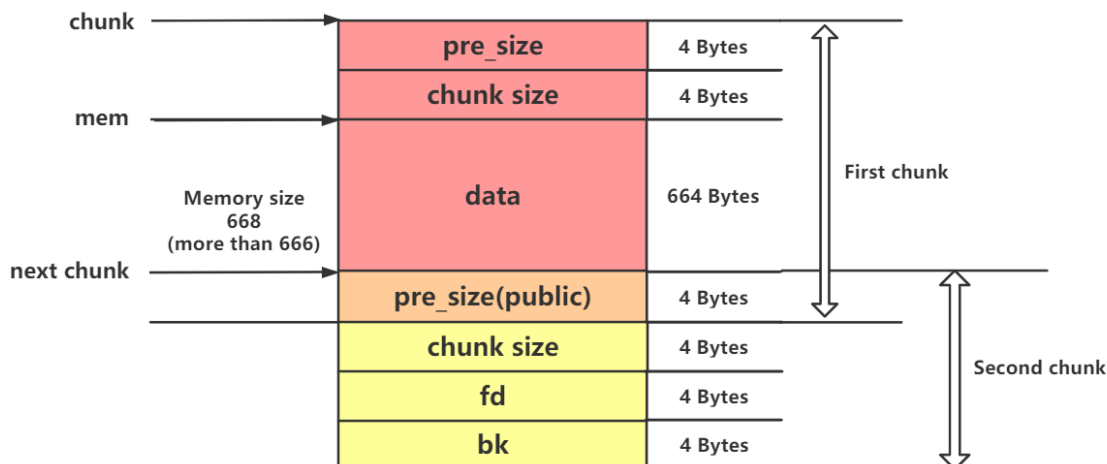 chunk
pre_size
4 Bytes
chunk size
4 Bytes
mem
First chunk
Memory size
668
(more than 666)
data
664 Bytes
next chunk
pre_size(public)
4 Bytes
chunk size
4 Bytes
Second chunk
fd
4 Bytes
bk
4 Bytes